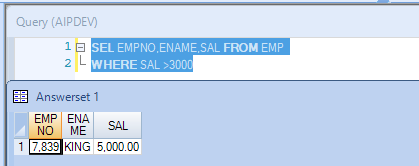 Query (AIPDEV)
1 SEL EMPNO,ENAME,SAL FROM EMP
2 WHERE SAL >3000
Answerset 1
EMP NO ENA ME SAL
1 7,839 KING 5,000.00